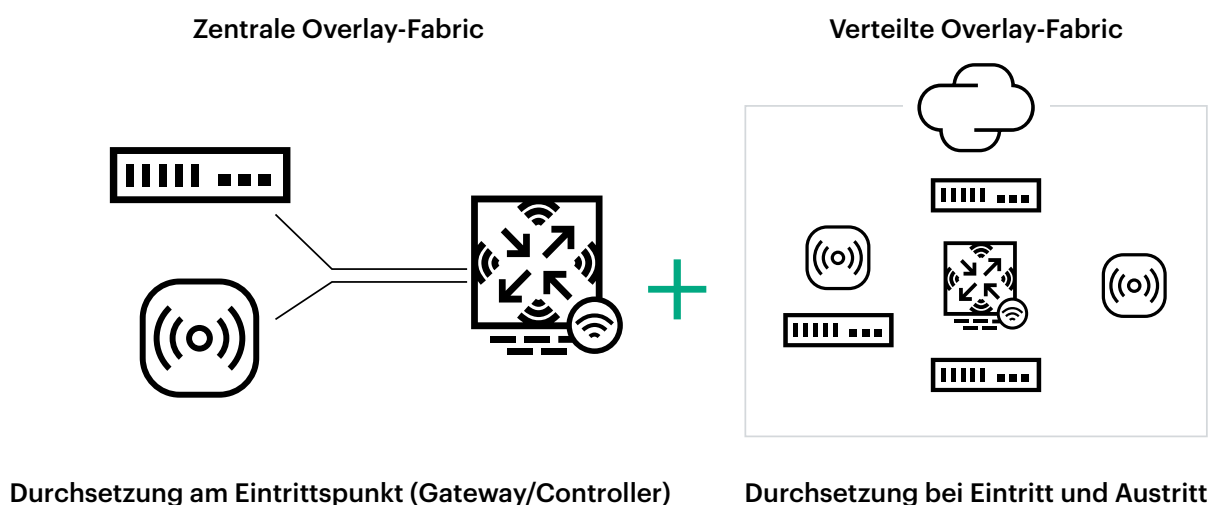 Zentrale Overlay-Fabric
Verteilte Overlay-Fabric
Durchsetzung am Eintrittspunkt (Gateway/Controller)
Durchsetzung bei Eintritt und Austritt